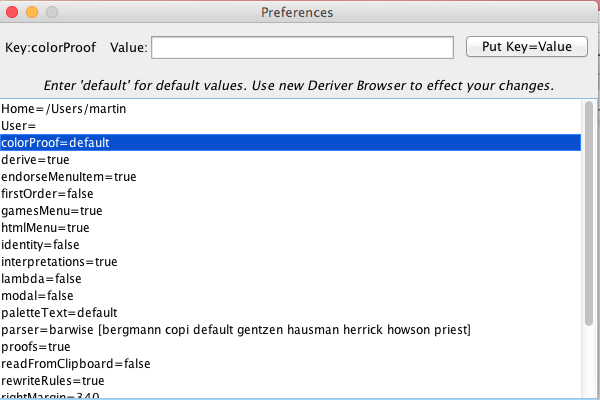 Preferences
Key:colorProof Value: Put Key=Value
Enter 'default' for default values. Use new Deriver Browser to effect your changes.
Home=/Users/martin
User=
colorProof=default
derive=true
endorseMenuItem=true
firstOrder=false
gamesMenu=true
htmlMenu=true
identity=false
interpretations=true
lambda=false
modal=false
paletteText=default
parser=barwise [bergmann copi default gentzen hausman herrick howson priest]
proofs=true
readFromClipboard=false
rewriteRules=true
rightMargin=340